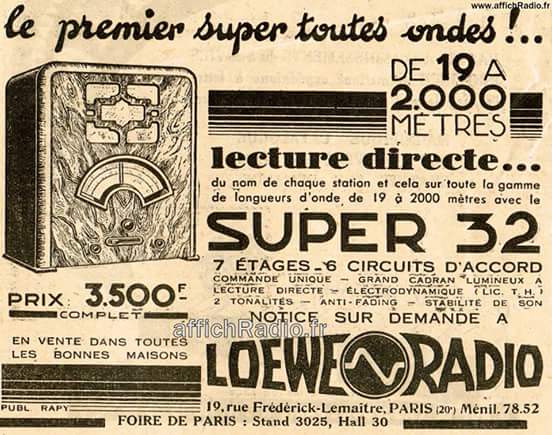 www.affichRadio.fr
le premier super toutes ondes!..
DE 19 A
2.000
MÈTRES
lecture directe...
du nom de chaque station et cela sur toute la gamme
de longueurs d'onde de 19 à 2000 mètres avec le
SUPER 32
7 ÉTAGES_6 CIRCUITS D'ACCORD
COMMANDE UNIQUE — GRAND CADRAN LUMINEUX A
LECTURE DIRECTE — ÉLECTRODYNAMIQUE (LIC. T.H.)
2 TONALITÉS — ANTI-FADING — STABILITÉ DE SON
PRIX: 3.500F
COMPLET
NOTICE SUR DEMANDE A
affichRadio.fr
EN VENTE DANS TOUTES
LES BONNES MAISONS
LOEWE RADIO
PUBL. RAPY
19, rue Frédérick-Lemaître, PARIS (20e) Ménil. 78.52
FOIRE DE PARIS : Stand 3025, Hall 30